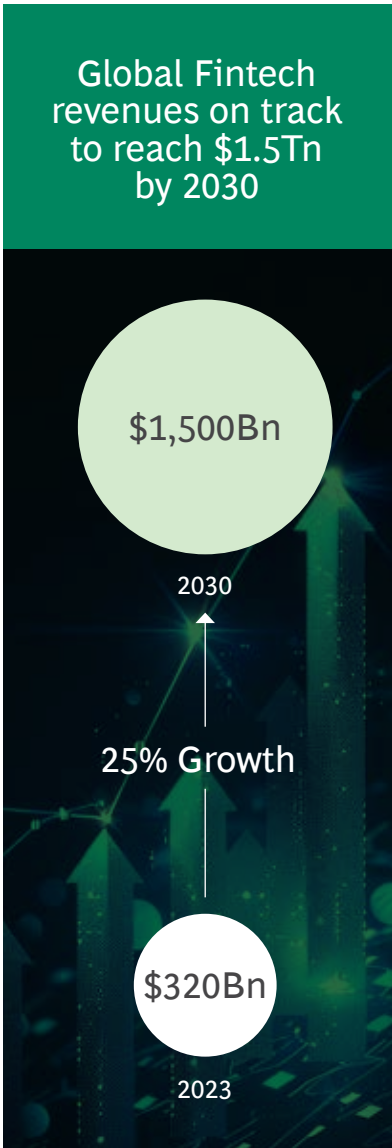 Global Fintech
revenues on track
to reach $1.5Tn
by 2030
$1,500Bn
2030
25% Growth
$320Bn
2023